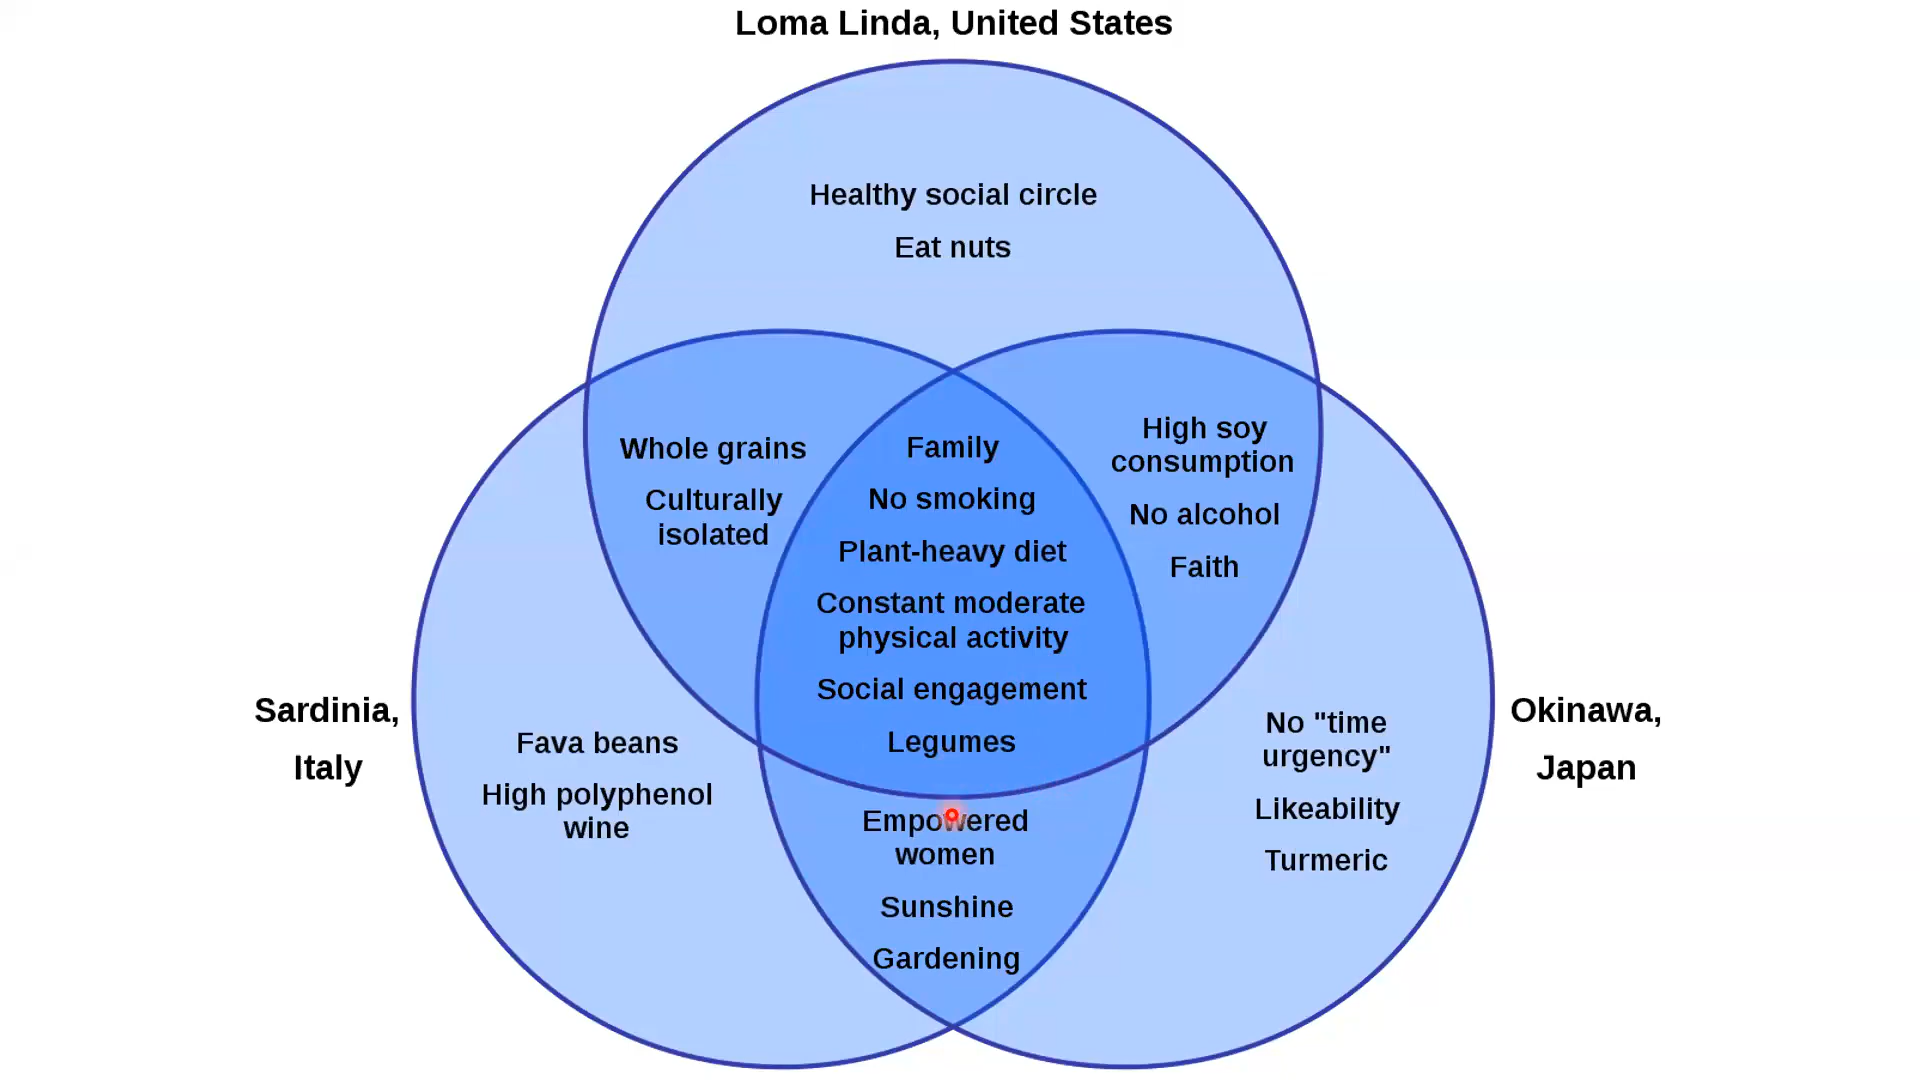 Loma Linda, United States
Healthy social circle
Eat nuts
Whole grains
Culturally
isolated
Family
No smoking
Plant-heavy diet
Constant moderate
physical activity
Social engagement
Legumes
High soy
consumption
No alcohol
Faith
Sardinia,
Italy
Fava beans
High polyphenol
wine
Empowered
women
Sunshine
Gardening
No "time
urgency"
Likeability
Turmeric
Okinawa,
Japan